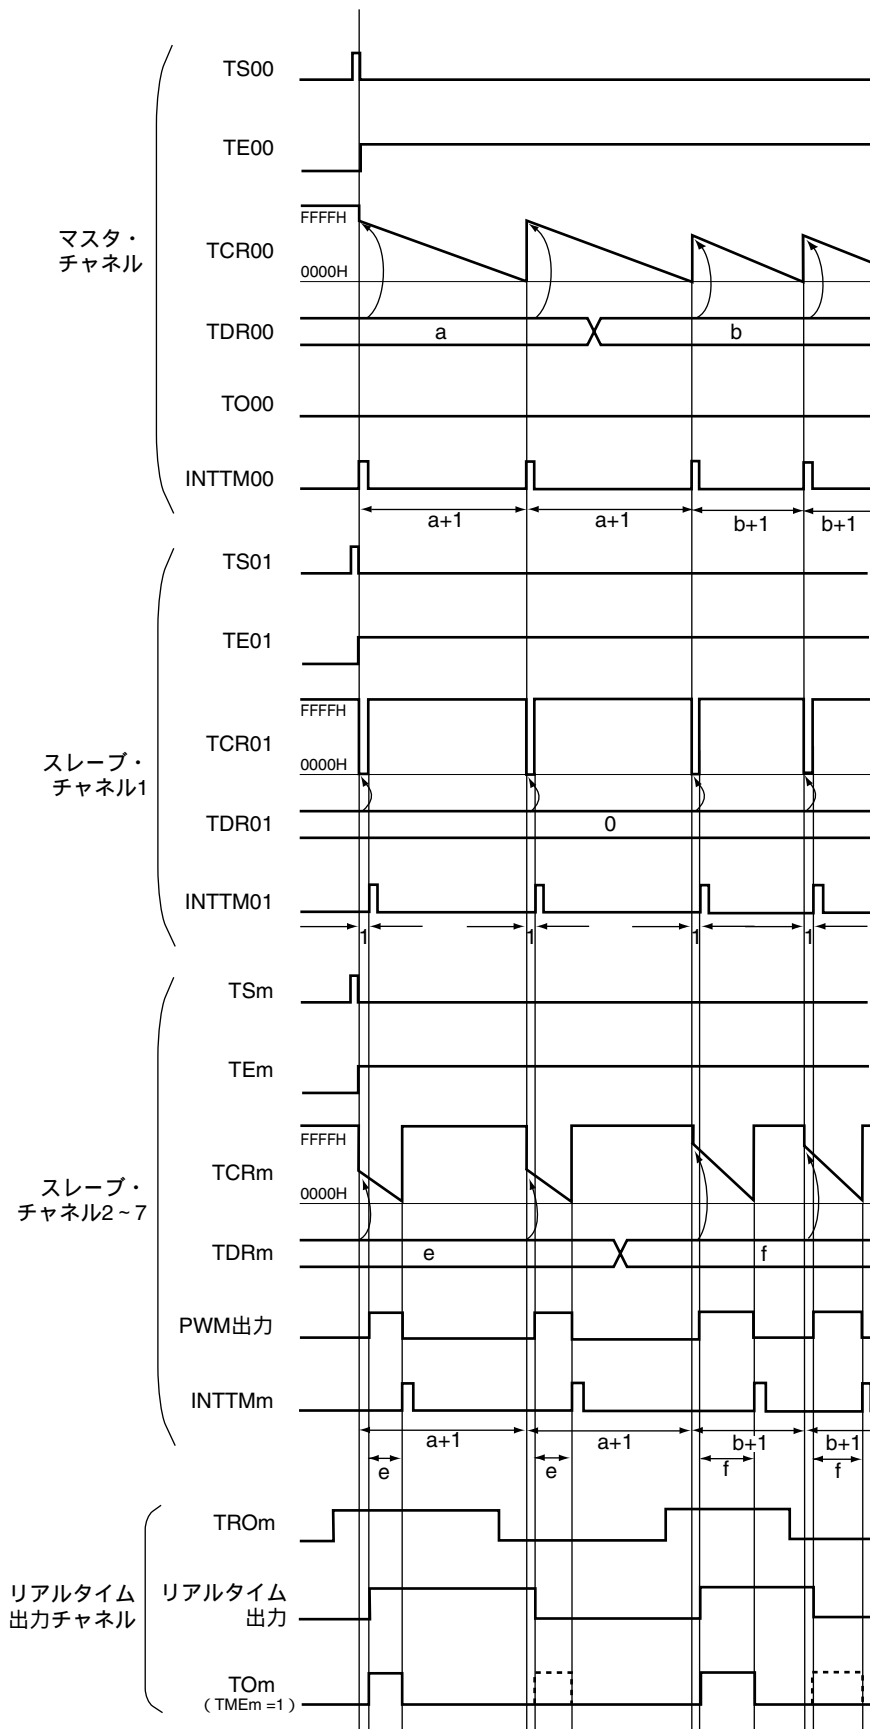 TS00
TE00
FFFFH
マスタ・
チャネル
TCR00
0000H
TDR00
a
b
TO00
INTTM00
a+1
a+1
b+1
b+1
TS01
TE01
FFFFH
スレーブ・
チャネル1
TCR01
0000H
TDR01
0
INTTM01
1
1
1
1
TSm
TEm
FFFFH
スレーブ・
チャネル2~7
TCRm
0000H
TDRm
e
f
PWM出力
INTTMm
a+1
a+1
b+1
b+1
e
e
f
f
TROm
リアルタイム
出力チャネル
リアルタイム
出力
TOm
(TMEm =1)